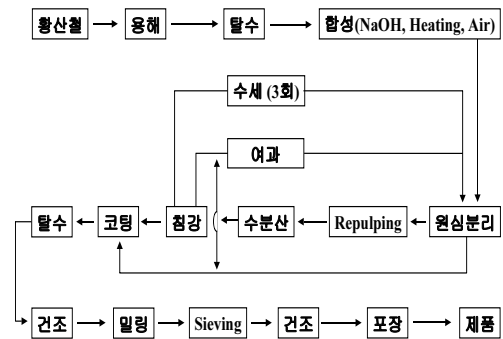 황산철 용해 탈수 합성(NaOH, Heating, Air)
수세 (3회)
여과
탈수 코팅 침강 수분산 Repulping 원심분리
건조 밀링 Sieving 건조 포장 제품